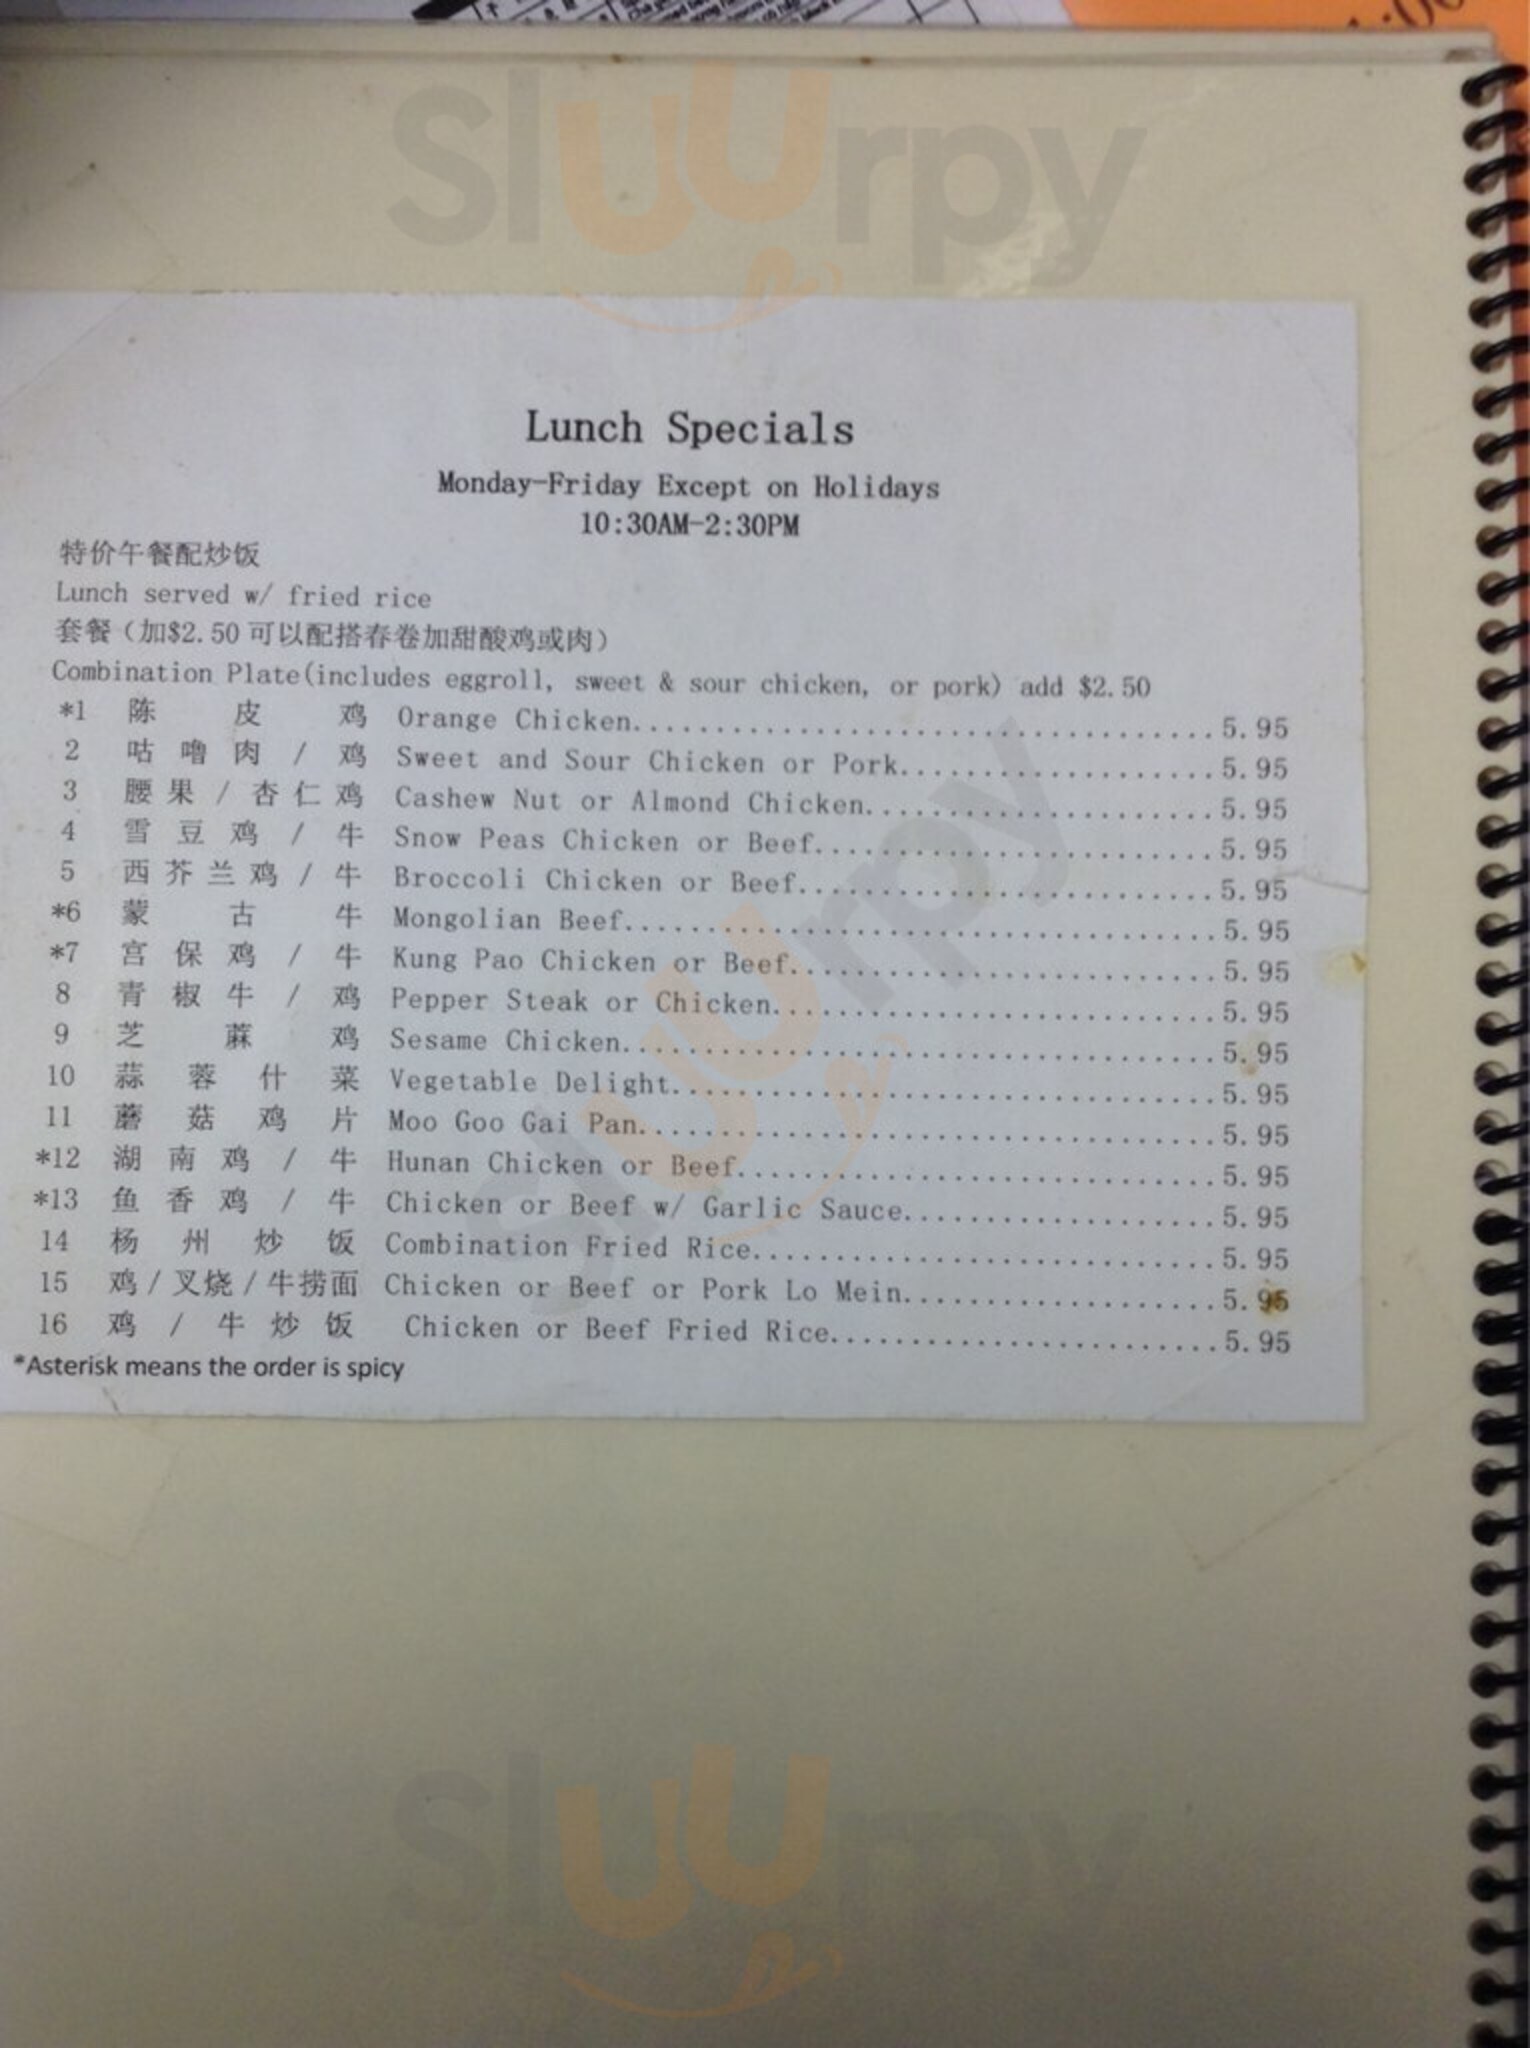 Sluurpy
Lunch Specials
Monday-Friday Except on Holidays
10:30AM-2:30PM
特价午餐配炒饭
Lunch served w/ fried rice
套餐（加$2.50 可以配搭春卷加甜酸鸡或肉）
Combination Plate(includes eggroll, sweet & sour chicken, or pork) add $2.50
*1 陈皮鸡 Orange Chicken 5.95
2 咕噜肉/鸡 Sweet and Sour Chicken or Pork 5.95
3 腰果/杏仁鸡 Cashew Nut or Almond Chicken 5.95
4 雪豆鸡/牛 Snow Peas Chicken or Beef 5.95
5 西芥兰鸡/牛 Broccoli Chicken or Beef 5.95
*6 蒙古牛 Mongolian Beef 5.95
*7 宫保鸡/牛 Kung Pao Chicken or Beef 5.95
8 青椒牛/鸡 Pepper Steak or Chicken 5.95
9 芝蔴鸡 Sesame Chicken 5.95
10 蒜蓉什菜 Vegetable Delight 5.95
11 蘑菇鸡片 Moo Goo Gai Pan 5.95
*12 湖南鸡/牛 Hunan Chicken or Beef 5.95
*13 鱼香鸡/牛 Chicken or Beef w/ Garlic Sauce 5.95
14 杨州炒饭 Combination Fried Rice 5.95
15 鸡/叉烧/牛捞面 Chicken or Beef or Pork Lo Mein 5.95
16 鸡/牛炒饭 Chicken or Beef Fried Rice 5.95
*Asterisk means the order is spicy
Sluurpy
Sluurpy